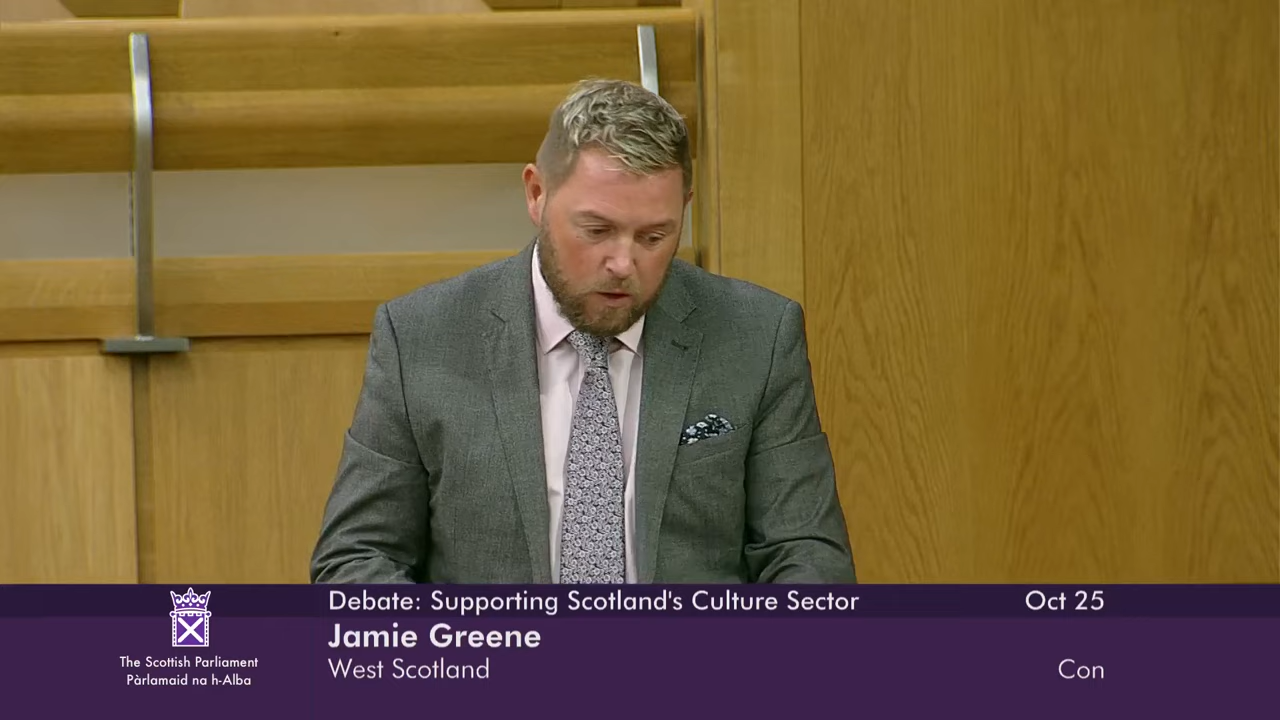 Debate: Supporting Scotland's Culture Sector Oct 25
Jamie Greene
West Scotland Con
The Scottish Parliament
Pàrlamaid na h-Alba